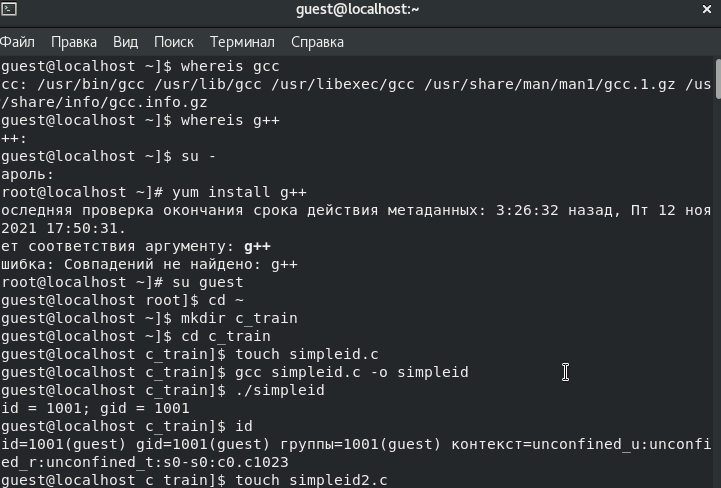 guest@localhost:~
Файл Правка Вид Поиск Терминал Справка
guest@localhost ~]$ whereis gcc
cc: /usr/bin/gcc /usr/lib/gcc /usr/libexec/gcc /usr/share/man/man1/gcc.1.gz /us
/share/info/gcc.info.gz
guest@localhost ~]$ whereis g++
++:
guest@localhost ~]$ su -
ароль:
root@localhost ~]# yum install g++
оследняя проверка окончания срока действия метаданных: 3:26:32 назад, Пт 12 ноя
2021 17:50:31.
ет соответствия аргументу: g++
шибка: Совпадений не найдено: g++
root@localhost ~]# su guest
guest@localhost root]$ cd ~
guest@localhost ~]$ mkdir c_train
guest@localhost ~]$ cd c_train
guest@localhost c_train]$ touch simpleid.c
guest@localhost c_train]$ gcc simpleid.c -o simpleid
guest@localhost c_train]$ ./simpleid
id = 1001; gid = 1001
guest@localhost c_train]$ id
id=1001(guest) gid=1001(guest) группы=1001(guest) контекст=unconfined_u:unconfi
ed_r:unconfined_t:s0-s0:c0.c1023
guest@localhost c_train]$ touch simpleid2.c